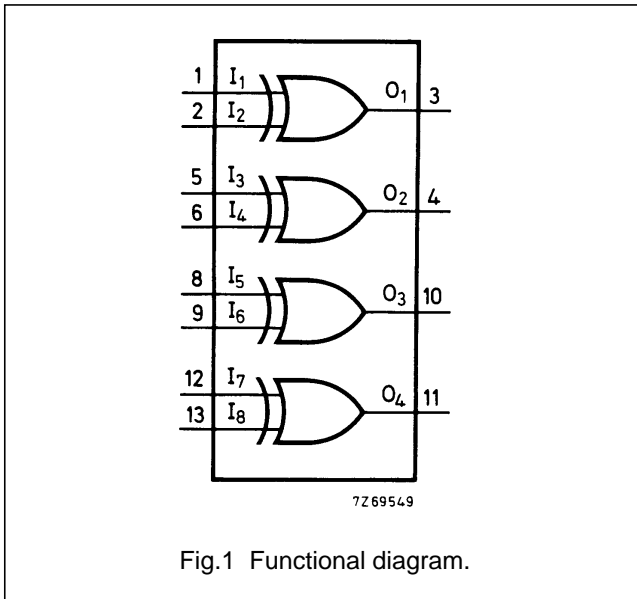 1 I1 O1 3
2 I2
5 I3 O2 4
6 I4
8 I5 O3 10
9 I6
12 I7 O4 11
13 I8
7Z69549
Fig.1 Functional diagram.